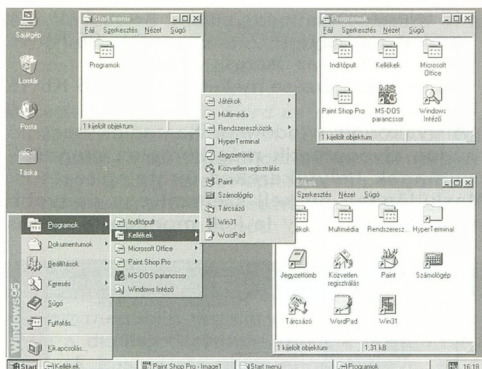 Sajátgép
Lomtár
Posta
Táska
Start menü
Fájl Szerkesztés Nézet Súgó
Programok
1 kijelölt objektum
Programok
Fájl Szerkesztés Nézet Súgó
Indítópult Kellékek Microsoft Office
Paint Shop Pro MS-DOS parancssor Windows Intéző
1 kijelölt objektum
Játékok
Multimédia
Rendszereszközök
HyperTerminal
Jegyzettömb
Közvetlen regisztrálás
Paint
Számológép
Tárcsázó
Win31
WordPad
Szerkesztés Nézet Súgó
Multimédia Rendszeresz... HyperTerminal
Jegyzettömb Közvetlen regisztrálás Paint Számológép
Tárcsázó WordPad Win31
1 kijelölt objektum 1,31 kB
Windows95
Programok
Dokumentumok
Beállítások
Keresés
Súgó
Futtatás...
Kikapcsolás...
Indítópult
Kellékek
Microsoft Office
Paint Shop Pro
MS-DOS parancssor
Windows Intéző
Start Kellékek Paint Shop Pro - Image1 Start menü Programok 16:18